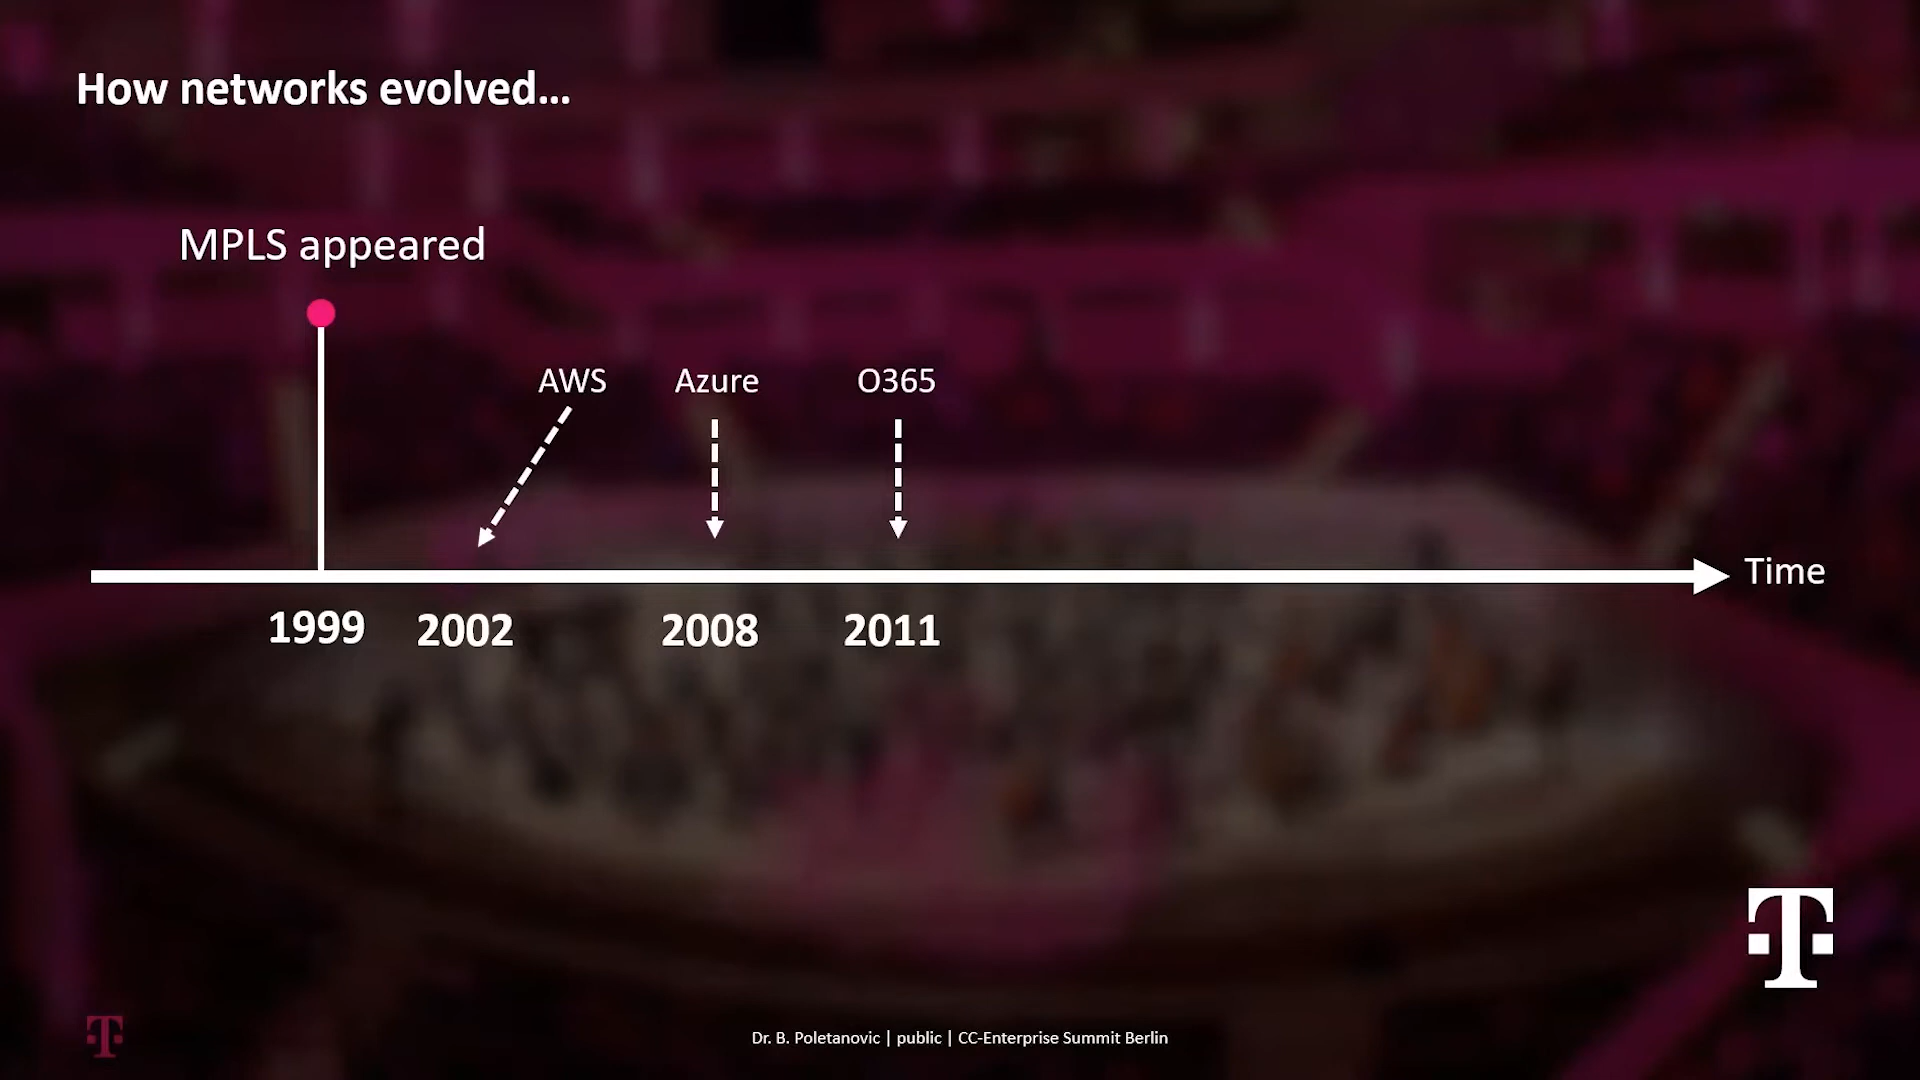 How networks evolved...
MPLS appeared
AWS
Azure
O365
Time
1999
2002
2008
2011
T
T
Dr. B. Poletanovic | public | CC-Enterprise Summit Berlin